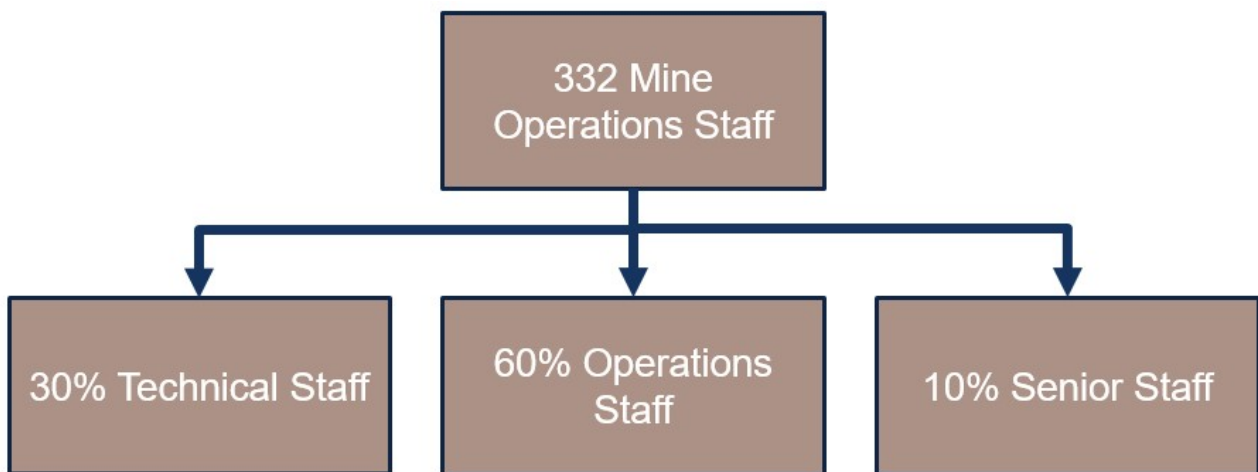 332 Mine
Operations Staff
30% Technical Staff
60% Operations
Staff
10% Senior Staff